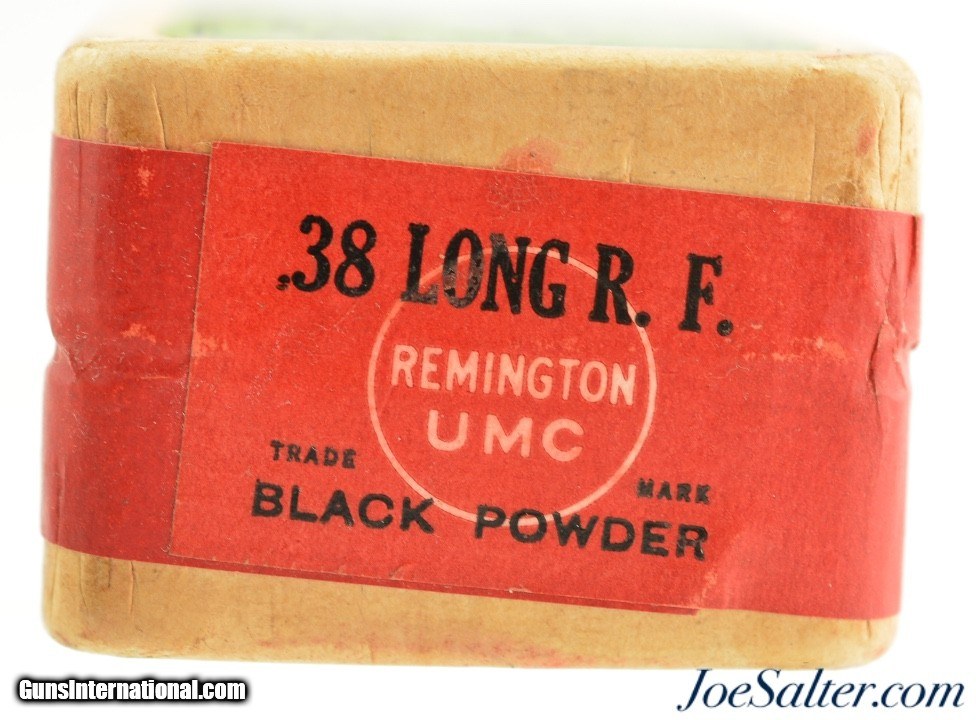 .38 LONG R. F.
REMINGTON
UMC
TRADE MARK
BLACK POWDER
GunsInternational.com
JoeSalter.com